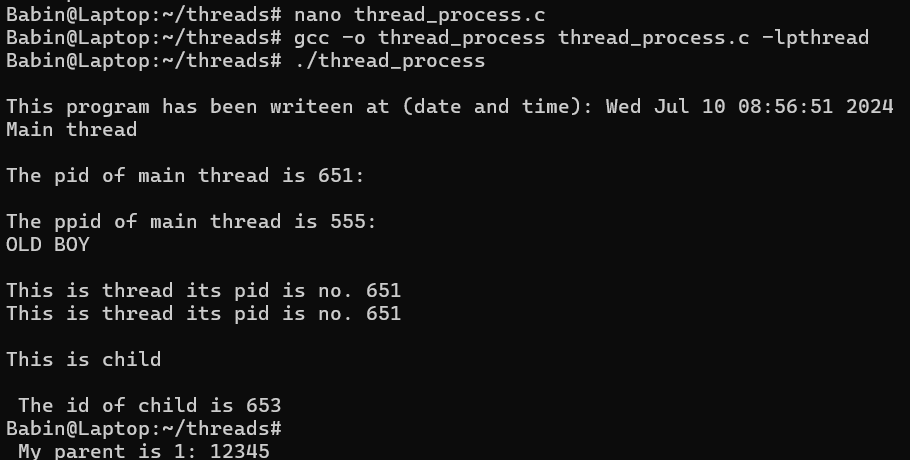 Babin@Laptop:~/threads# nano thread_process.c
Babin@Laptop:~/threads# gcc -o thread_process thread_process.c -lpthread
Babin@Laptop:~/threads# ./thread_process
This program has been writeen at (date and time): Wed Jul 10 08:56:51 2024
Main thread
The pid of main thread is 651:
The ppid of main thread is 555:
OLD BOY
This is thread its pid is no. 651
This is thread its pid is no. 651
This is child
The id of child is 653
Babin@Laptop:~/threads#
My parent is 1: 12345